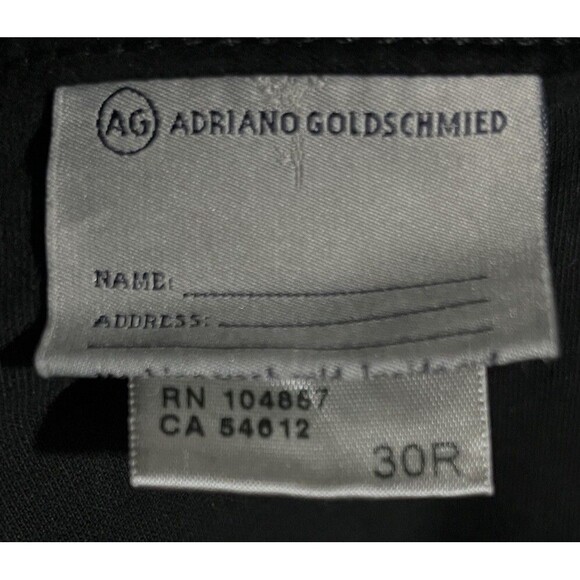 AG ADRIANO GOLDSCHMIED
NAME:
ADDRESS:
RN 104867
CA 54612
30R